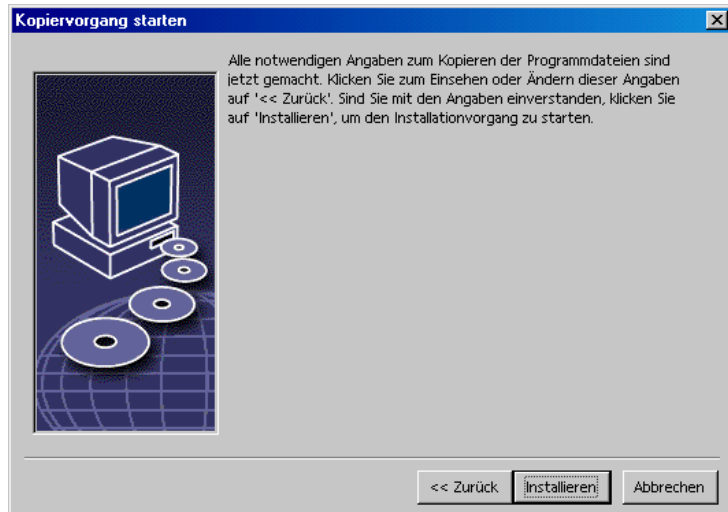 Kopiervorgang starten
Alle notwendigen Angaben zum Kopieren der Programmdateien sind
jetzt gemacht. Klicken Sie zum Einsehen oder Ändern dieser Angaben
auf '<< Zurück'. Sind Sie mit den Angaben einverstanden, klicken Sie
auf 'Installieren', um den Installationvorgang zu starten.
<< Zurück Installieren Abbrechen